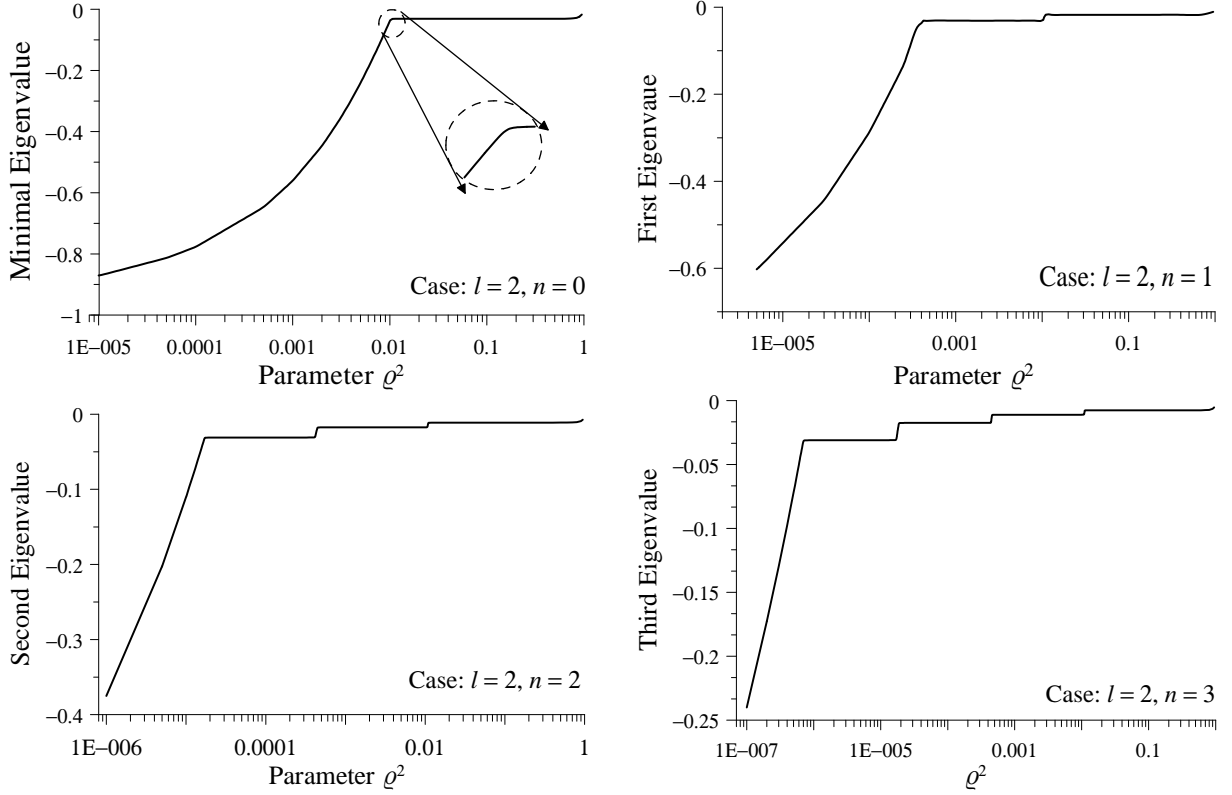 0
−0.2
−0.4
−0.6
−0.8
−1
Minimal Eigenvalue
Case: l = 2, n = 0
1E−005 0.0001 0.001 0.01 0.1 1
Parameter ϱ²
0
−0.2
−0.4
−0.6
First Eigenvaue
Case: l = 2, n = 1
1E−005 0.001 0.1
Parameter ϱ²
0
−0.1
−0.2
−0.3
−0.4
Second Eigenvalue
Case: l = 2, n = 2
1E−006 0.0001 0.01 1
Parameter ϱ²
0
−0.05
−0.1
−0.15
−0.2
−0.25
Third Eigenvalue
Case: l = 2, n = 3
1E−007 1E−005 0.001 0.1
ϱ²